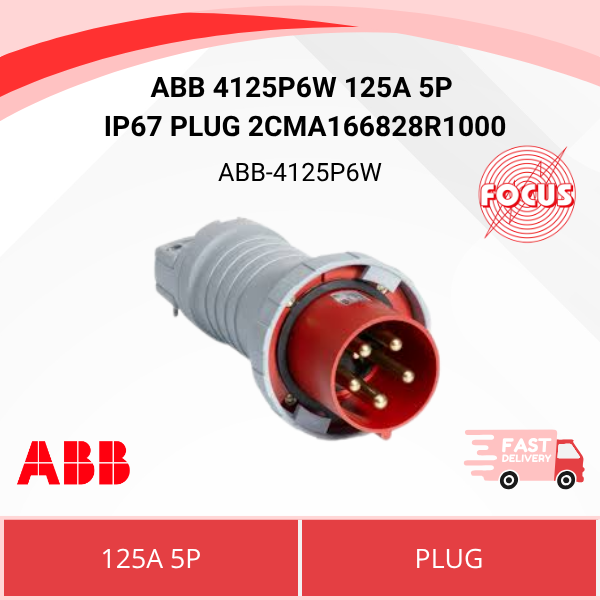 ABB 4125P6W 125A 5P
IP67 PLUG 2CMA166828R1000
ABB-4125P6W
FOCUS
ABB
FAST
DELIVERY
125A 5P
PLUG